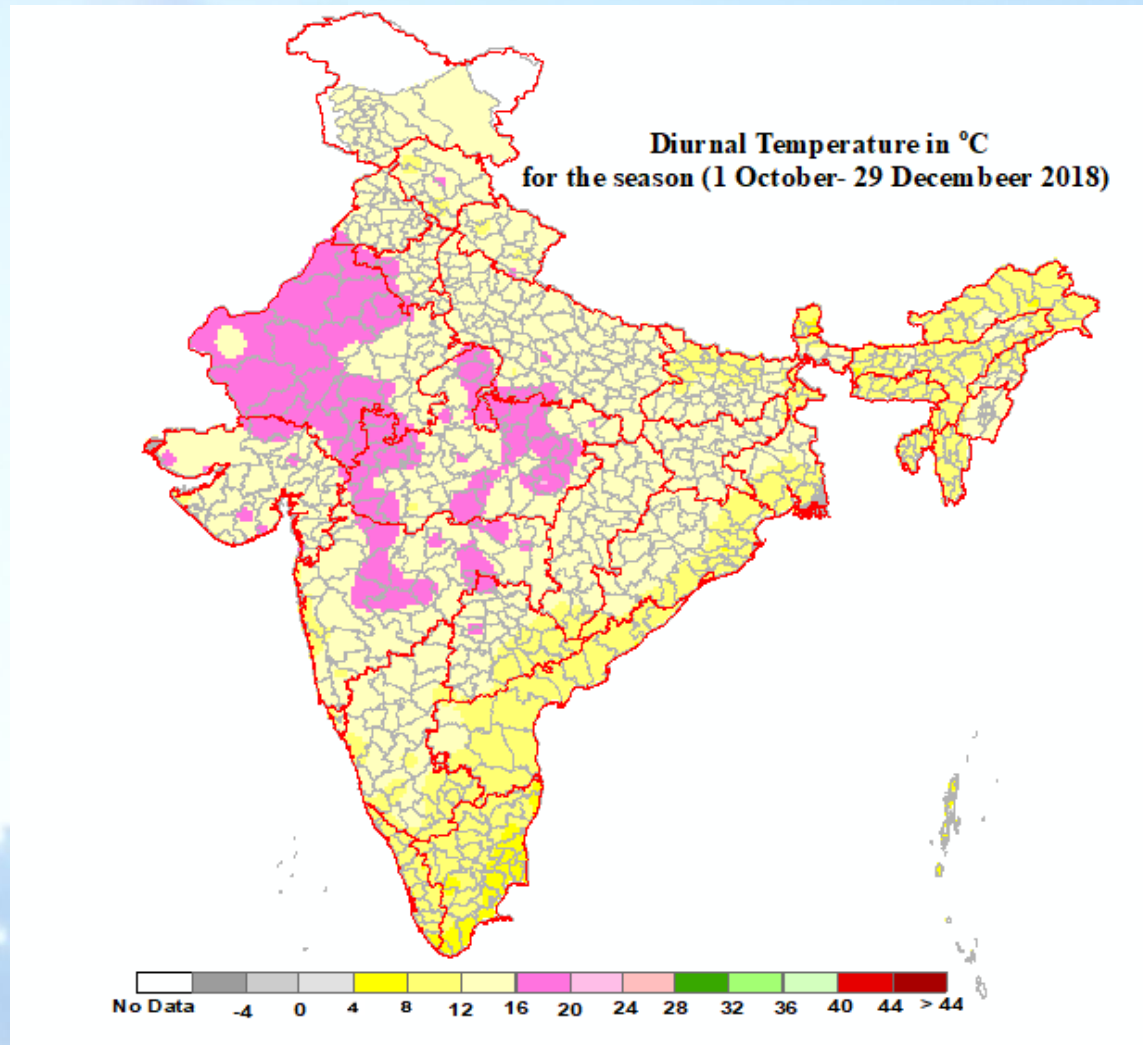 Diurnal Temperature in °C
for the season (1 October- 29 Decembeer 2018)
No Data -4 0 4 8 12 16 20 24 28 32 36 40 44 > 44